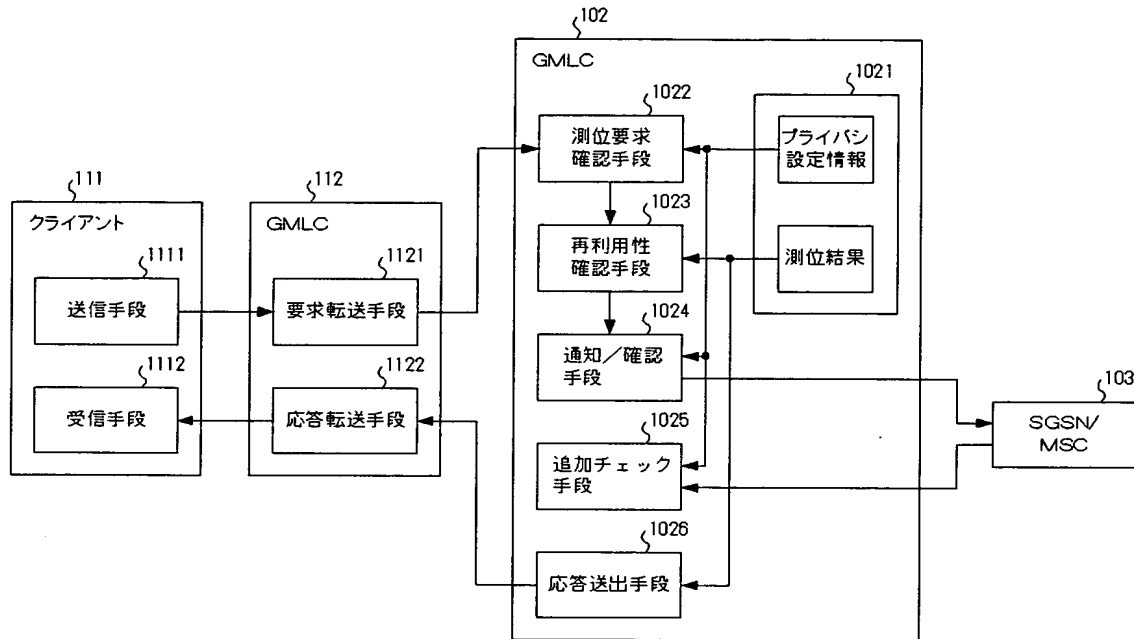 102
GMLC
1021
1022
測位要求
確認手段
プライバシ
設定情報
111
112
1023
クライアント
GMLC
再利用性
確認手段
測位結果
1111
1121
送信手段
要求転送手段
1024
通知／確認
手段
1112
1122
103
受信手段
応答転送手段
SGSN/
MSC
1025
追加チェック
手段
1026
応答送出手段